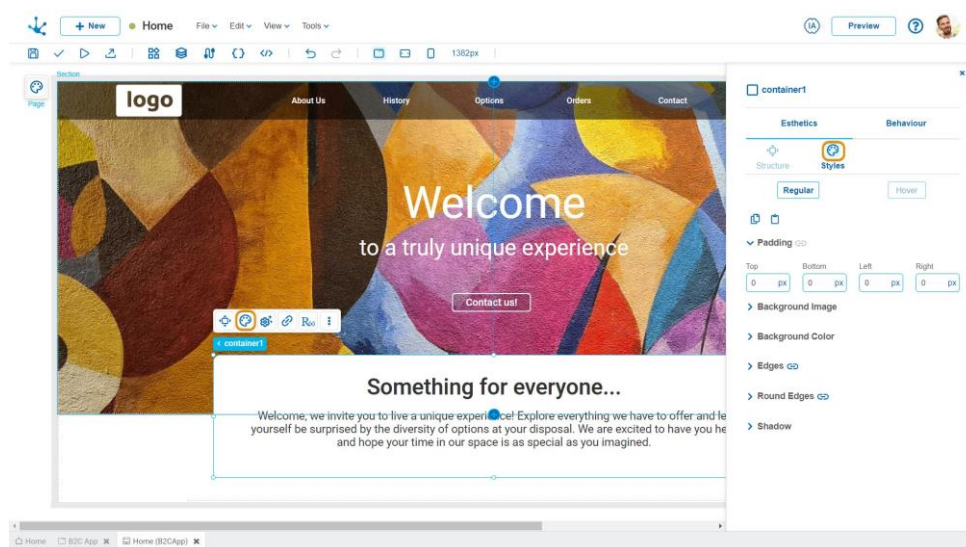 + New
Home
File
Edit
View
Tools
IA
Preview
?
1382px
Section
Page
logo
About Us
History
Options
Orders
Contact
Welcome
to a truly unique experience
Contact us!
container1
Something for everyone...
Welcome, we invite you to live a unique experience! Explore everything we have to offer and le
yourself be surprised by the diversity of options at your disposal. We are excited to have you he
and hope your time in our space is as special as you imagined.
container1
Esthetics
Behaviour
Structure
Styles
Regular
Hover
Padding
Top
Bottom
Left
Right
0 px
0 px
0 px
0 px
Background Image
Background Color
Edges
Round Edges
Shadow
Home
B2C App
Home (B2CApp)